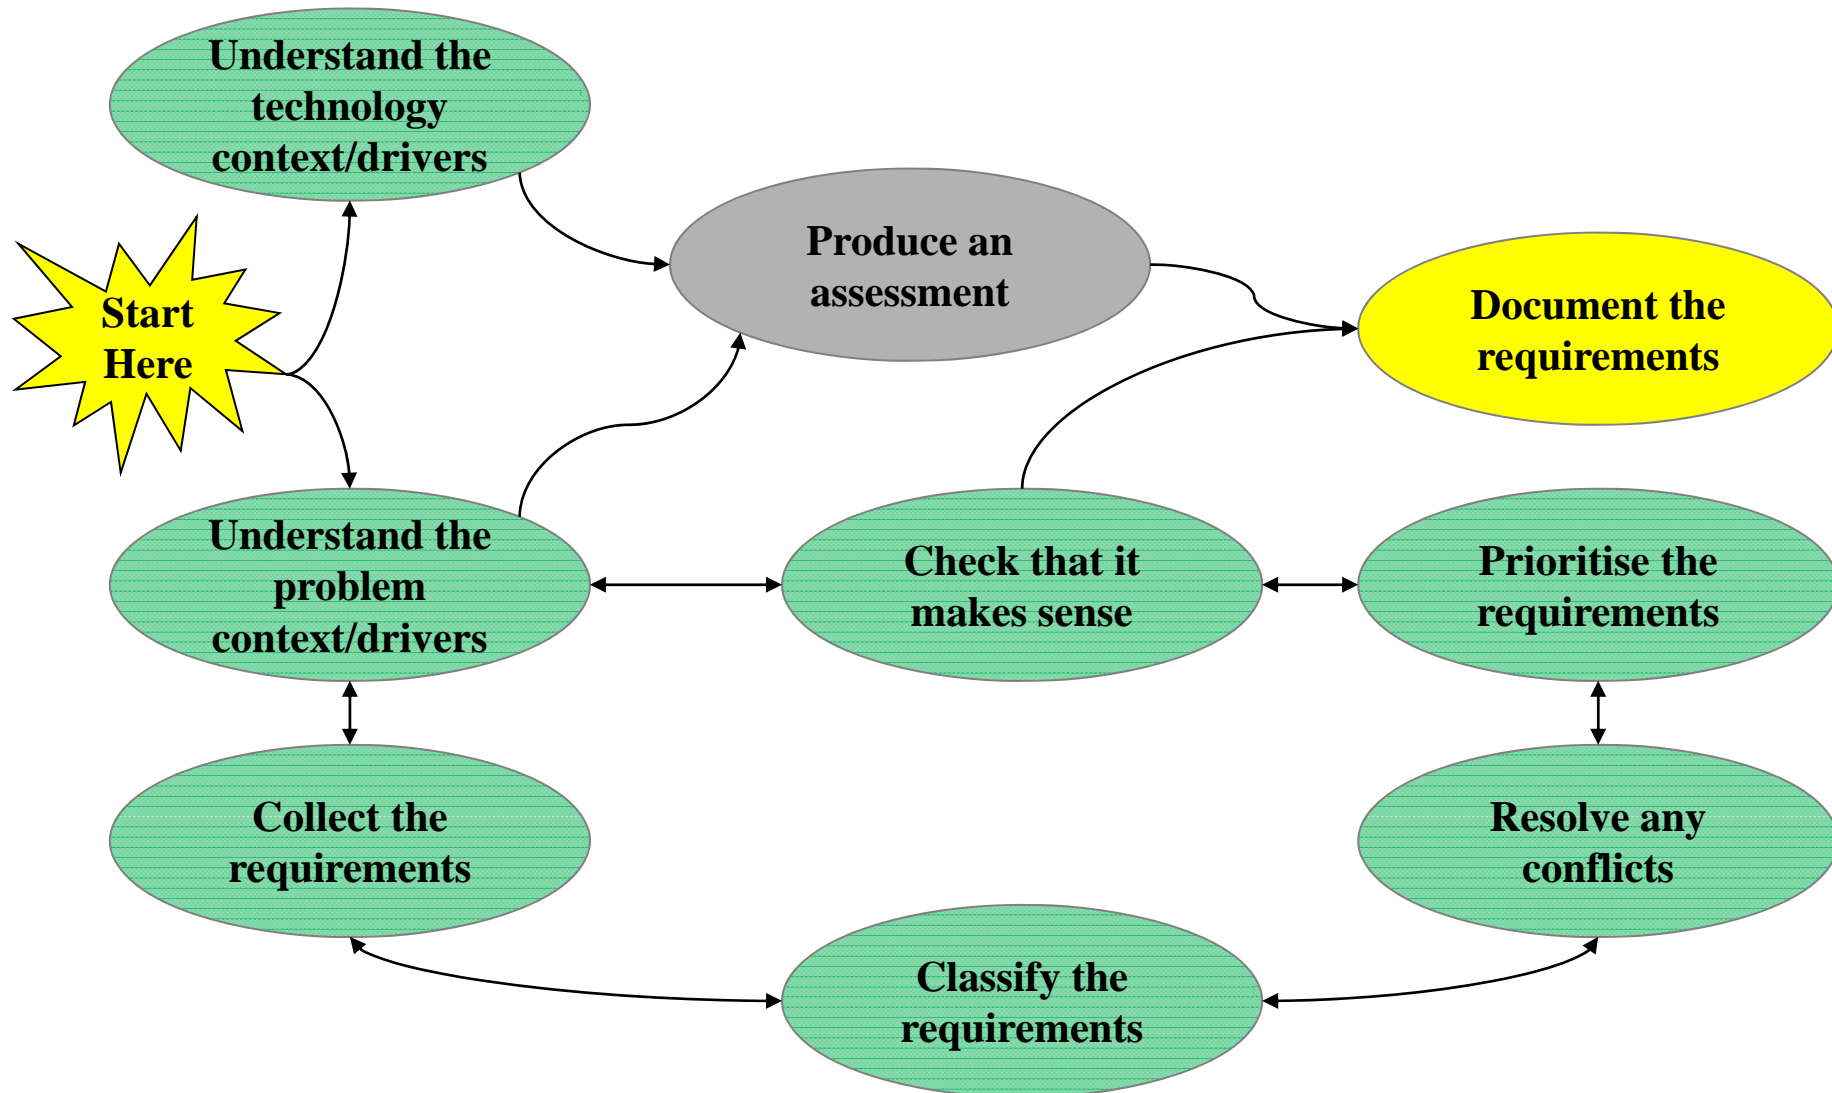 Understand the
technology
context/drivers
Produce an
assessment
Start
Here
Document the
requirements
Understand the
problem
context/drivers
Check that it
makes sense
Prioritise the
requirements
Collect the
requirements
Resolve any
conflicts
Classify the
requirements